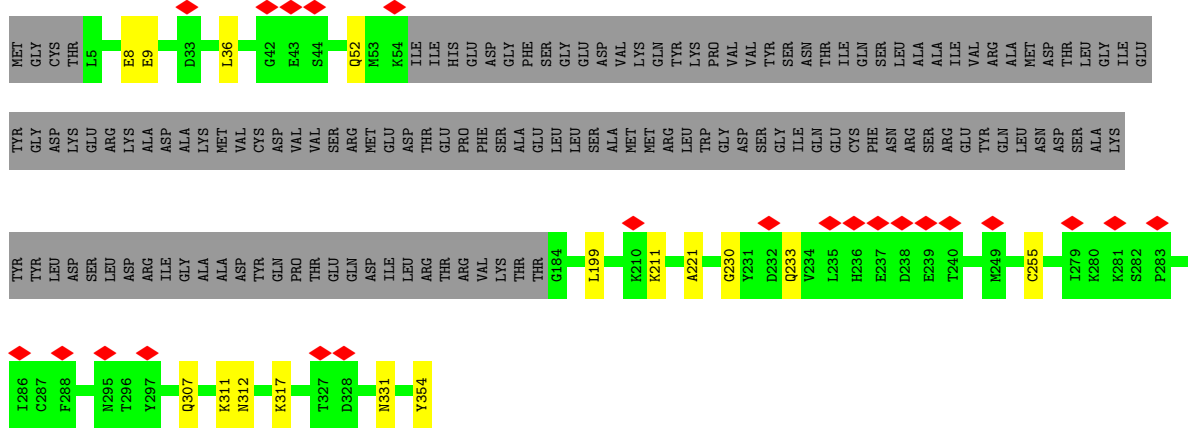 MET GLY CYS THR L5 E8 E9 D33 L36 G42 E43 S44 Q52 M53 K54 ILE ILE HIS GLU ASP GLY PHE SER GLY GLU ASP VAL LYS GLN TYR LYS PRO VAL VAL TYR SER ASN THR ILE GLN SER LEU ALA ALA ILE VAL ARG ALA MET ASP THR LEU GLY ILE GLU
TYR GLY ASP LYS GLU ARG LYS ALA ASP ALA LYS MET VAL CYS ASP VAL VAL SER ARG MET GLU ASP THR GLU PRO PHE SER ALA GLU LEU LEU SER ALA MET MET ARG LEU TRP GLY ASP SER GLY ILE GLN GLU CYS PHE ASN ARG SER ARG GLU TYR GLN LEU ASN ASP SER ALA LYS
TYR TYR LEU ASP SER LEU ASP ARG ILE GLY ALA ALA ASP TYR GLN PRO THR GLU GLN ASP ILE LEU ARG THR ARG VAL LYS THR THR G184 L199 K210 K211 A221 G230 Y231 D232 Q233 V234 L235 H236 E237 D238 E239 T240 M249 C255 I279 K280 K281 S282 P283
I286 C287 F288 N295 T296 Y297 Q307 K311 N312 K317 T327 D328 N331 Y354